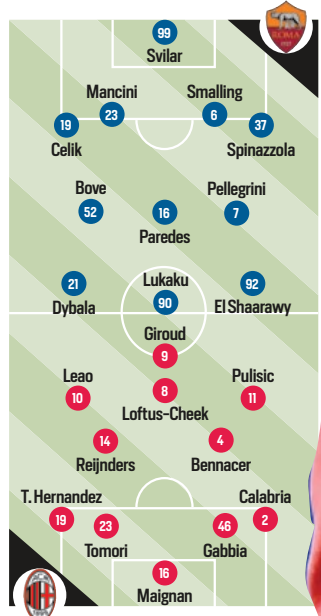 ROMA
99
Svilar
Mancini
Smalling
23
6
19
37
Celik
Spinazzola
Bove
Pellegrini
52
16
7
Paredes
21
Lukaku
92
Dybala
90
El Shaarawy
Giroud
9
Leao
8
Pulisic
10
Loftus-Cheek
11
14
4
Reijnders
Bennacer
T. Hernandez
Calabria
19
23
46
2
Tomori
Gabbia
16
Maignan